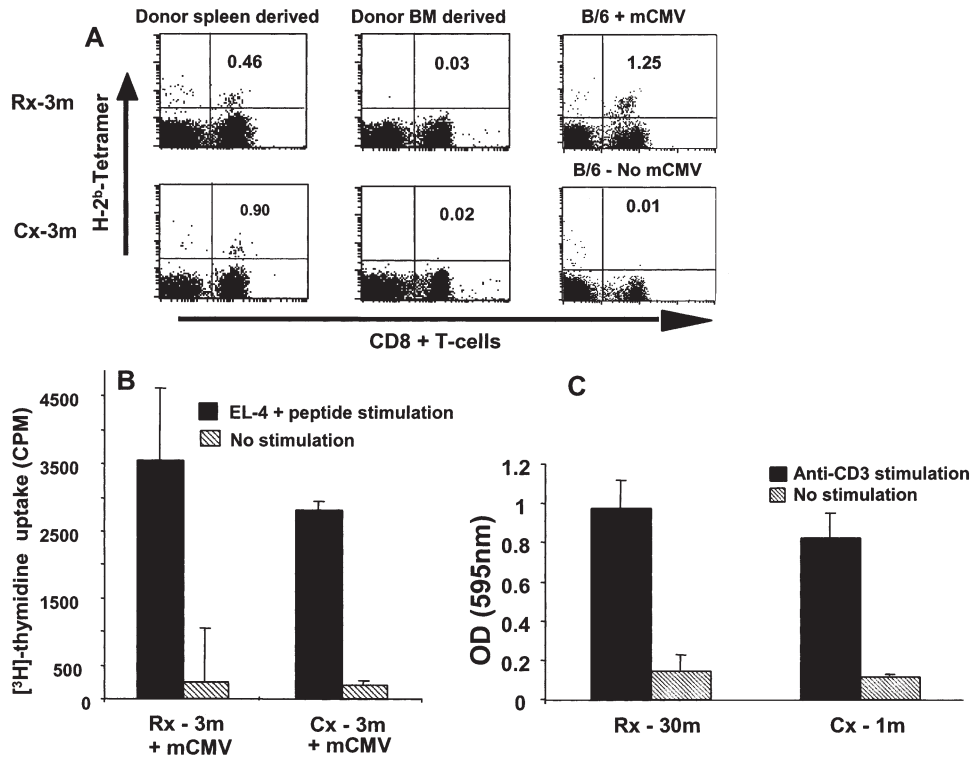 A
Donor spleen derived
Donor BM derived
B/6 + mCMV
Rx-3m
H-2ᵇ-Tetramer
0.46
0.03
1.25
B/6 - No mCMV
Cx-3m
0.90
0.02
0.01
CD8 + T-cells
B
[³H]-thymidine uptake (CPM)
4500
3500
2500
1500
500
0
EL-4 + peptide stimulation
No stimulation
Rx - 3m
+ mCMV
Cx - 3m
+ mCMV
C
OD (595nm)
1.2
1
0.8
0.6
0.4
0.2
0
Anti-CD3 stimulation
No stimulation
Rx - 30m
Cx - 1m